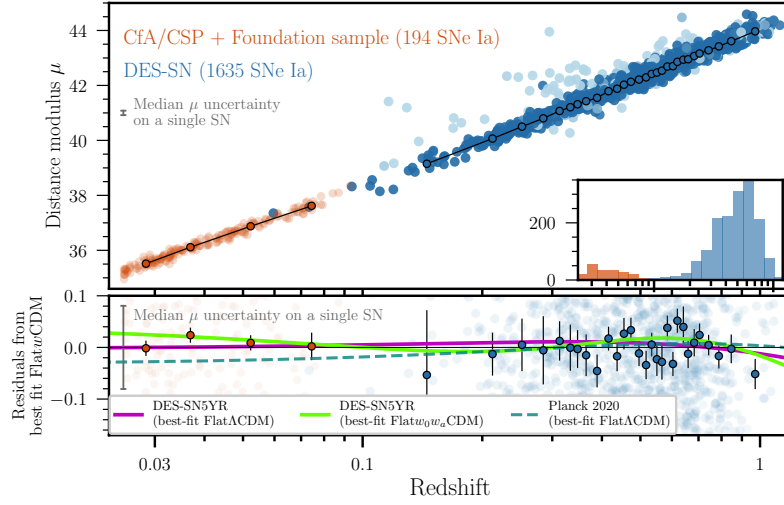 44
42
40
38
36
Distance modulus μ
CfA/CSP + Foundation sample (194 SNe Ia)
DES-SN (1635 SNe Ia)
Median μ uncertainty
on a single SN
200
0
0.1
0.0
−0.1
Residuals from
best fit FlatwCDM
Median μ uncertainty on a single SN
DES-SN5YR
(best-fit FlatΛCDM)
DES-SN5YR
(best-fit Flatw₀wₐCDM)
Planck 2020
(best-fit FlatΛCDM)
0.03
0.1
1
Redshift